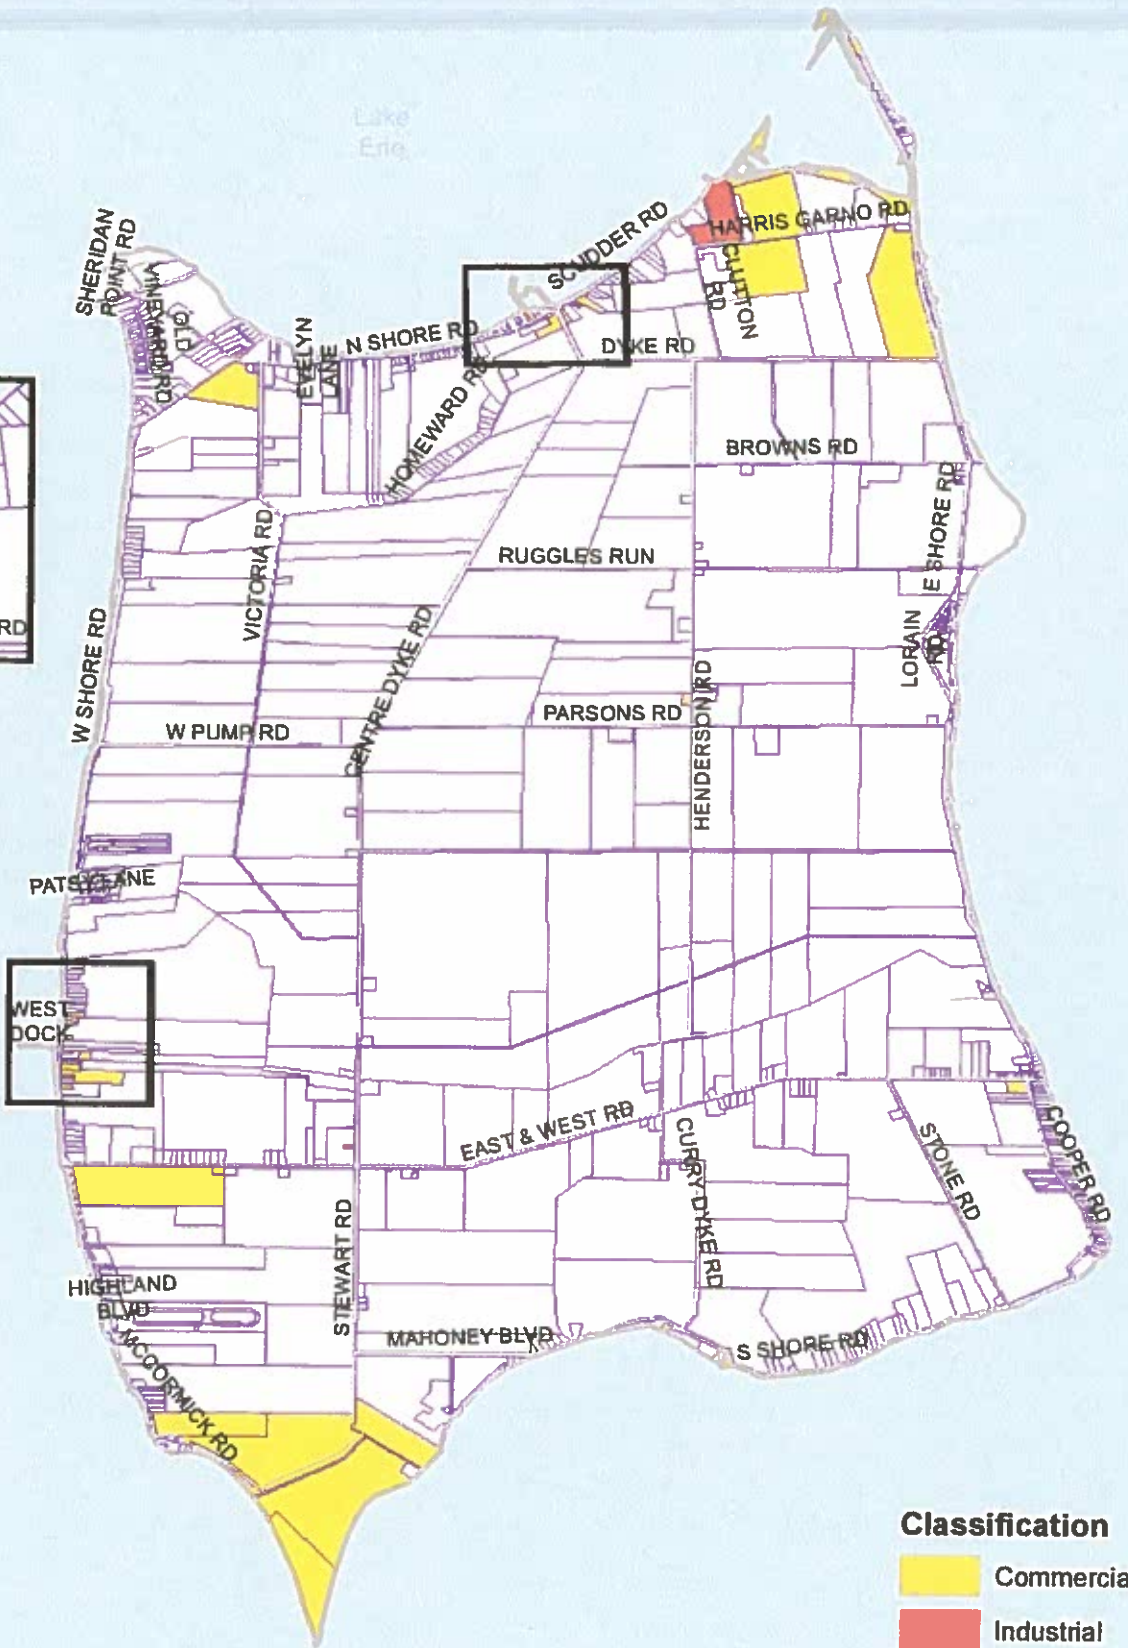 Lake
Erie
SHERIDAN
POINT RD
VINEYARD RD
OLD
EVELYN
LANE
N SHORE RD
SCUDDER RD
HARRIS GARNO RD
CLUTTON
RD
DYKE RD
HOMEWARD RD
BROWNS RD
E SHORE RD
RUGGLES RUN
VICTORIA RD
RD
W SHORE RD
CENTRE DYKE RD
LORAIN
RD
PARSONS RD
W PUMP RD
HENDERSON RD
PATSY LANE
WEST
DOCK
EAST & WEST RD
CURRY DYKE RD
STONE RD
COOPER RD
STEWART RD
HIGHLAND
BLVD
MAHONEY BLVD
S SHORE RD
MCCORMICK RD
Classification
Commercia
Industrial